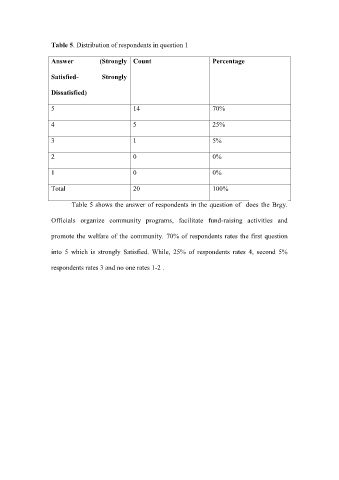 Table 5. Distribution of respondents in question 1
Answer (Strongly Count Percentage
Satisfied- Strongly
Dissatisfied)
5 14 70%
4 5 25%
3 1 5%
2 0 0%
1 0 0%
Total 20 100%
Table 5 shows the answer of respondents in the question of does the Brgy.
Officials organize community programs, facilitate fund-raising activities and
promote the welfare of the community. 70% of respondents rates the first question
into 5 which is strongly Satisfied. While, 25% of respondents rates 4, second 5%
respondents rates 3 and no one rates 1-2 .